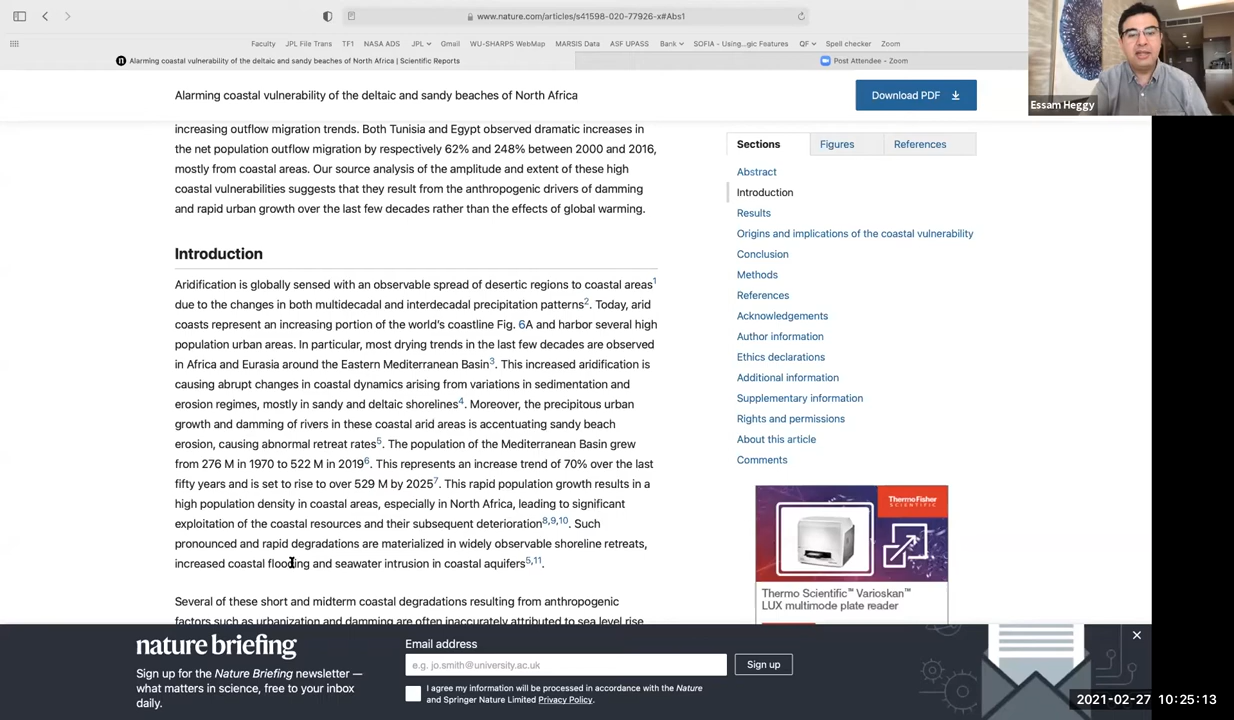 www.nature.com/articles/s41598-020-77926-x#Abs1
Faculty JPL File Trans TF1 NASA ADS JPL Gmail WU-SHARPS WebMap MARSIS Data ASF UPASS Bank SOFIA - Using...gic Features QF Spell checker Zoom
Alarming coastal vulnerability of the deltaic and sandy beaches of North Africa | Scientific Reports
Post Attendee - Zoom
Essam Heggy
Alarming coastal vulnerability of the deltaic and sandy beaches of North Africa
Download PDF
increasing outflow migration trends. Both Tunisia and Egypt observed dramatic increases in
the net population outflow migration by respectively 62% and 248% between 2000 and 2016,
mostly from coastal areas. Our source analysis of the amplitude and extent of these high
coastal vulnerabilities suggests that they result from the anthropogenic drivers of damming
and rapid urban growth over the last few decades rather than the effects of global warming.
Introduction
Aridification is globally sensed with an observable spread of desertic regions to coastal areas1
due to the changes in both multidecadal and interdecadal precipitation patterns2. Today, arid
coasts represent an increasing portion of the world's coastline Fig. 6A and harbor several high
population urban areas. In particular, most drying trends in the last few decades are observed
in Africa and Eurasia around the Eastern Mediterranean Basin3. This increased aridification is
causing abrupt changes in coastal dynamics arising from variations in sedimentation and
erosion regimes, mostly in sandy and deltaic shorelines4. Moreover, the precipitous urban
growth and damming of rivers in these coastal arid areas is accentuating sandy beach
erosion, causing abnormal retreat rates5. The population of the Mediterranean Basin grew
from 276 M in 1970 to 522 M in 20196. This represents an increase trend of 70% over the last
fifty years and is set to rise to over 529 M by 20257. This rapid population growth results in a
high population density in coastal areas, especially in North Africa, leading to significant
exploitation of the coastal resources and their subsequent deterioration8,9,10. Such
pronounced and rapid degradations are materialized in widely observable shoreline retreats,
increased coastal flooding and seawater intrusion in coastal aquifers5,11.
Several of these short and midterm coastal degradations resulting from anthropogenic
factors such as urbanization and damming are often inaccurately attributed to sea level rise
Sections Figures References
Abstract
Introduction
Results
Origins and implications of the coastal vulnerability
Conclusion
Methods
References
Acknowledgements
Author information
Ethics declarations
Additional information
Supplementary information
Rights and permissions
About this article
Comments
ThermoFisher
SCIENTIFIC
Thermo Scientific™ Varioskan™
LUX multimode plate reader
nature briefing
Sign up for the Nature Briefing newsletter —
what matters in science, free to your inbox
daily.
Email address
e.g. jo.smith@university.ac.uk
Sign up
I agree my information will be processed in accordance with the Nature
and Springer Nature Limited Privacy Policy.
2021-02-27 10:25:13